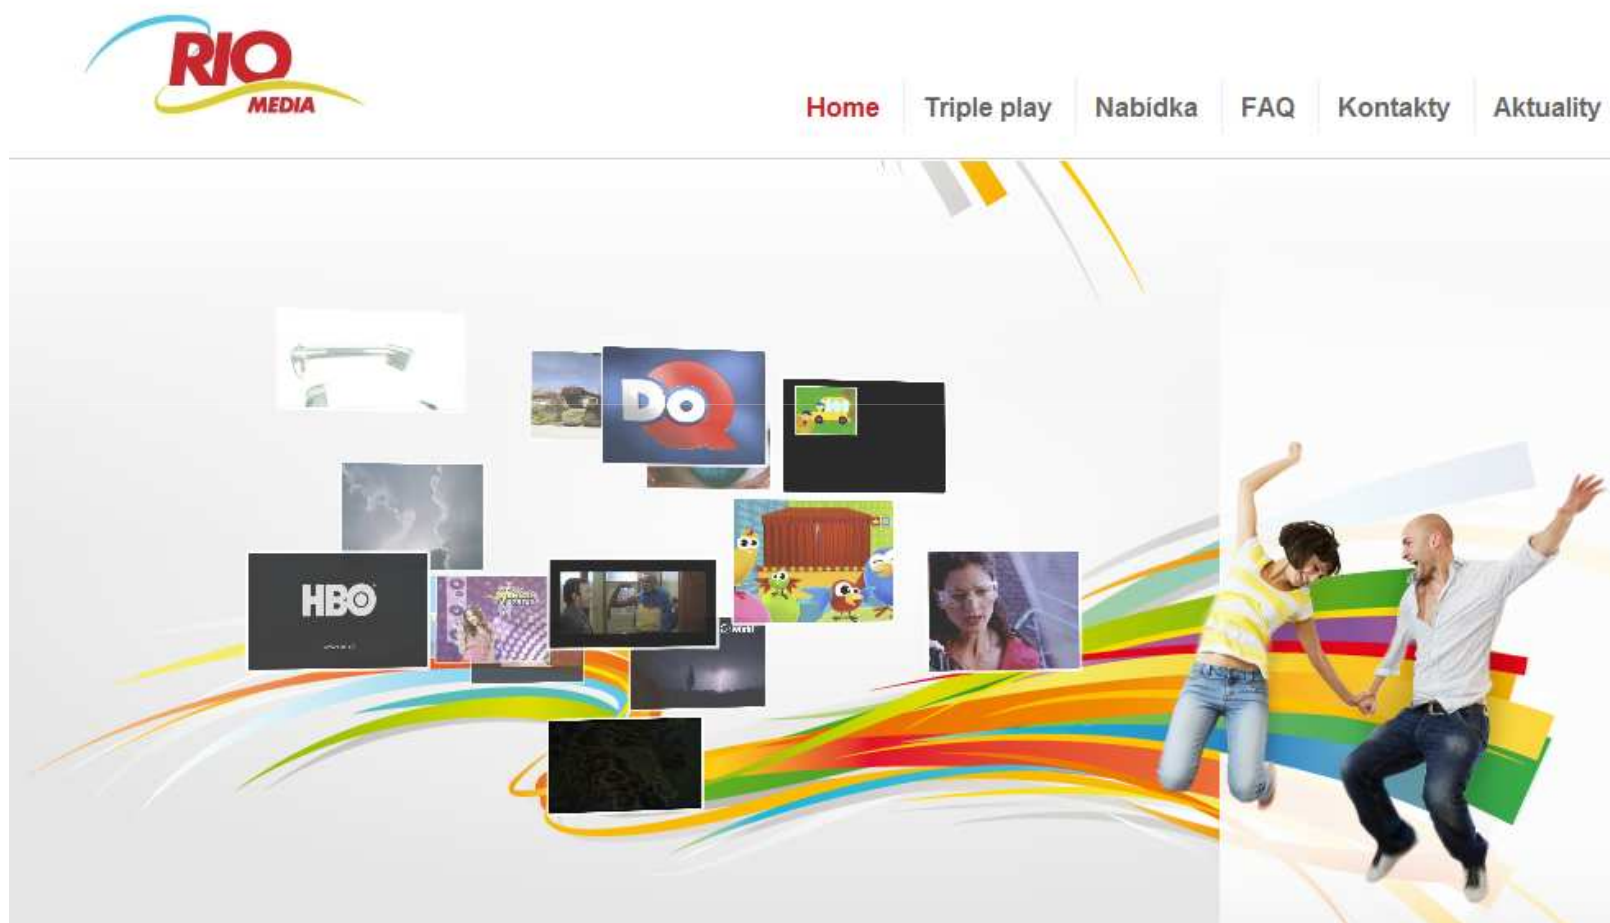 RIO
MEDIA
Home
Triple play
Nabídka
FAQ
Kontakty
Aktuality
Do
HBO